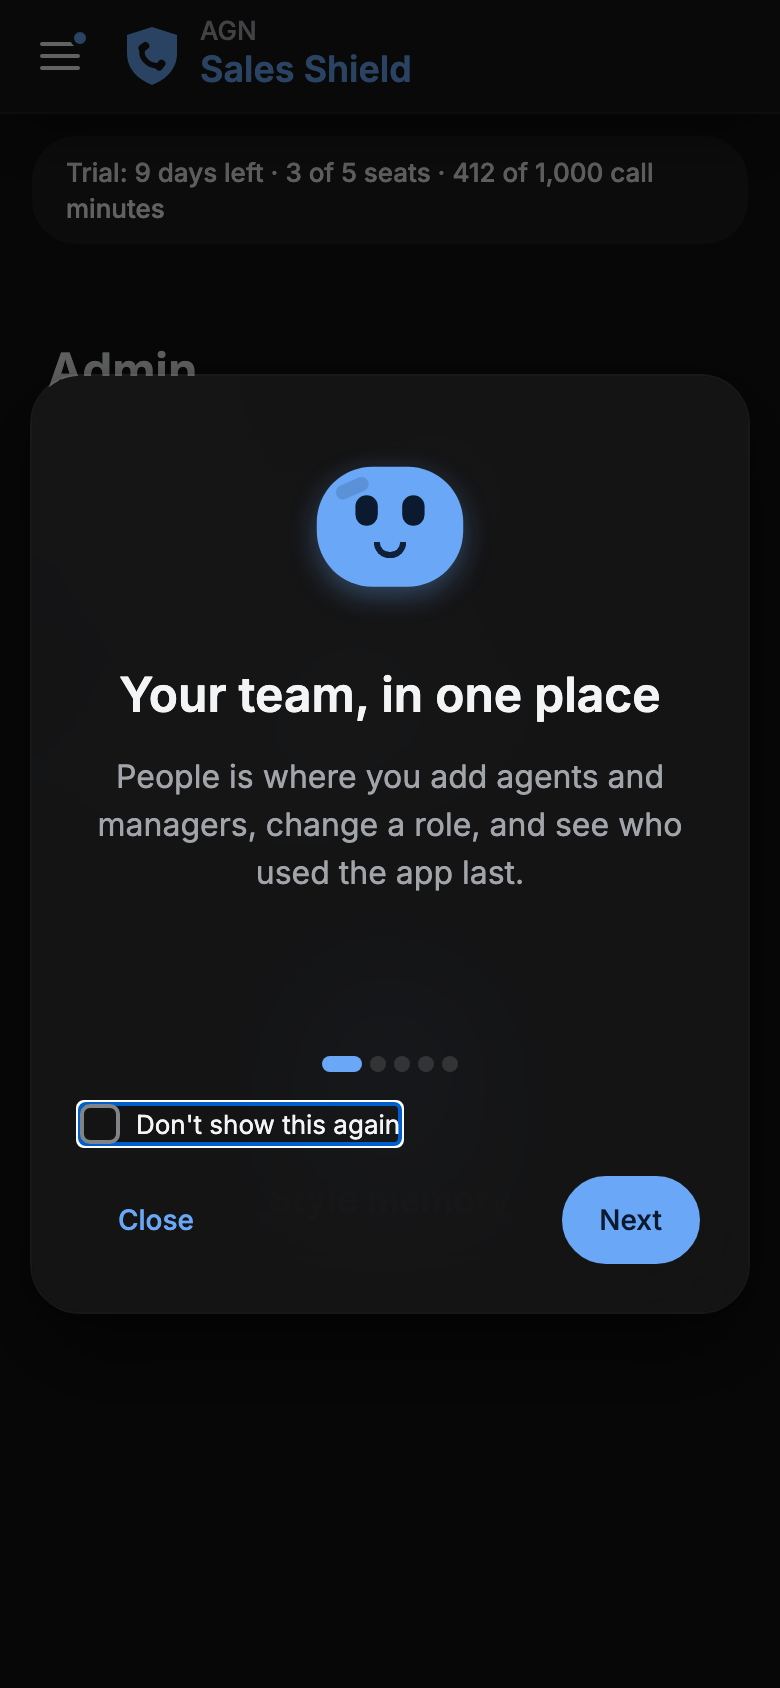 AGN
Sales Shield
Trial: 9 days left · 3 of 5 seats · 412 of 1,000 call
minutes
Admin
Your team, in one place
People is where you add agents and
managers, change a role, and see who
used the app last.
Don't show this again
Style memory
Close
Next